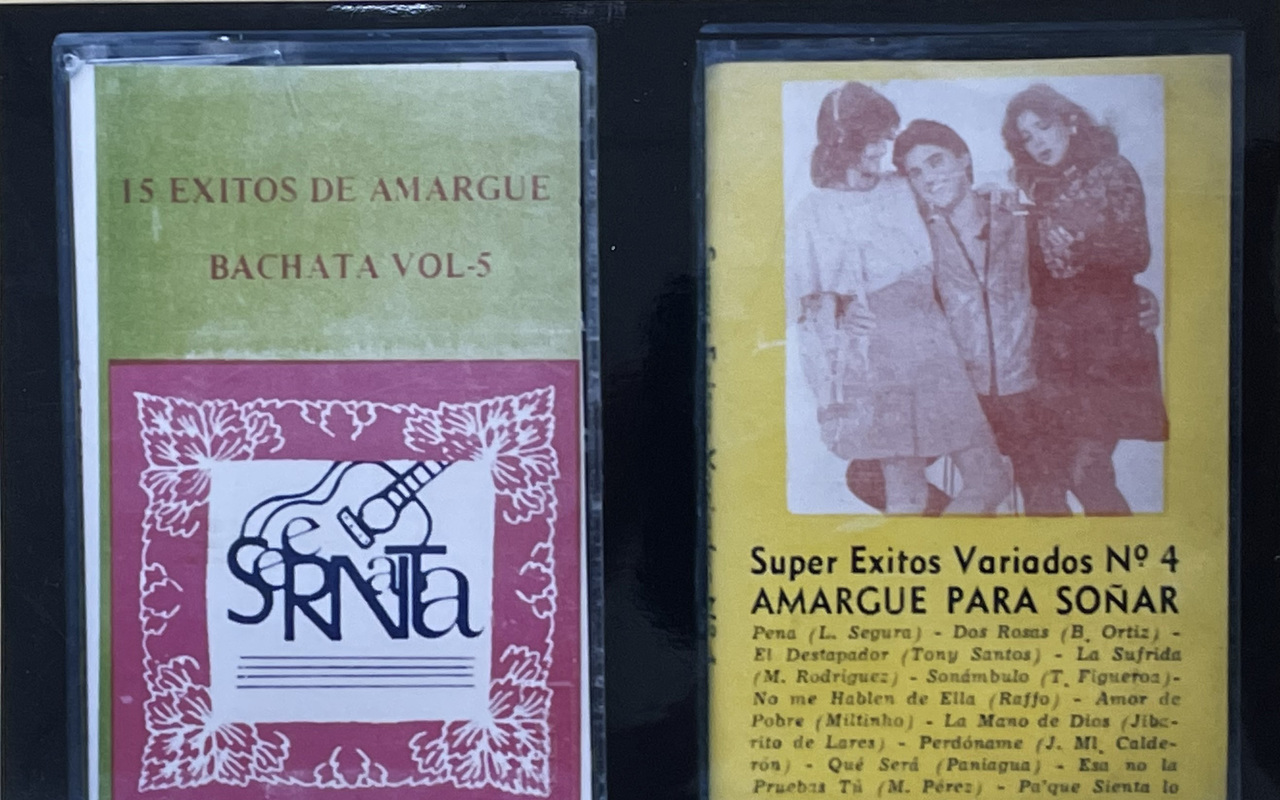 15 EXITOS DE AMARGUE
BACHATA VOL-5
SeReNaTTa
Super Exitos Variados Nº 4
AMARGUE PARA SOÑAR
Pena (L. Segura) - Dos Rosas (B. Ortiz) -
El Destapador (Tony Santos) - La Sufrida
(M. Rodriguez) - Sonámbulo (T. Figueroa)-
No me Hablen de Ella (Raffo) - Amor de
Pobre (Miltinho) - La Mano de Dios (Jiba-
rito de Lares) - Perdóname (J. Ml. Calde-
rón) - Qué Será (Paniagua) - Esa no la
Pruebas Tú (M. Pérez) - Pa'que Sienta lo